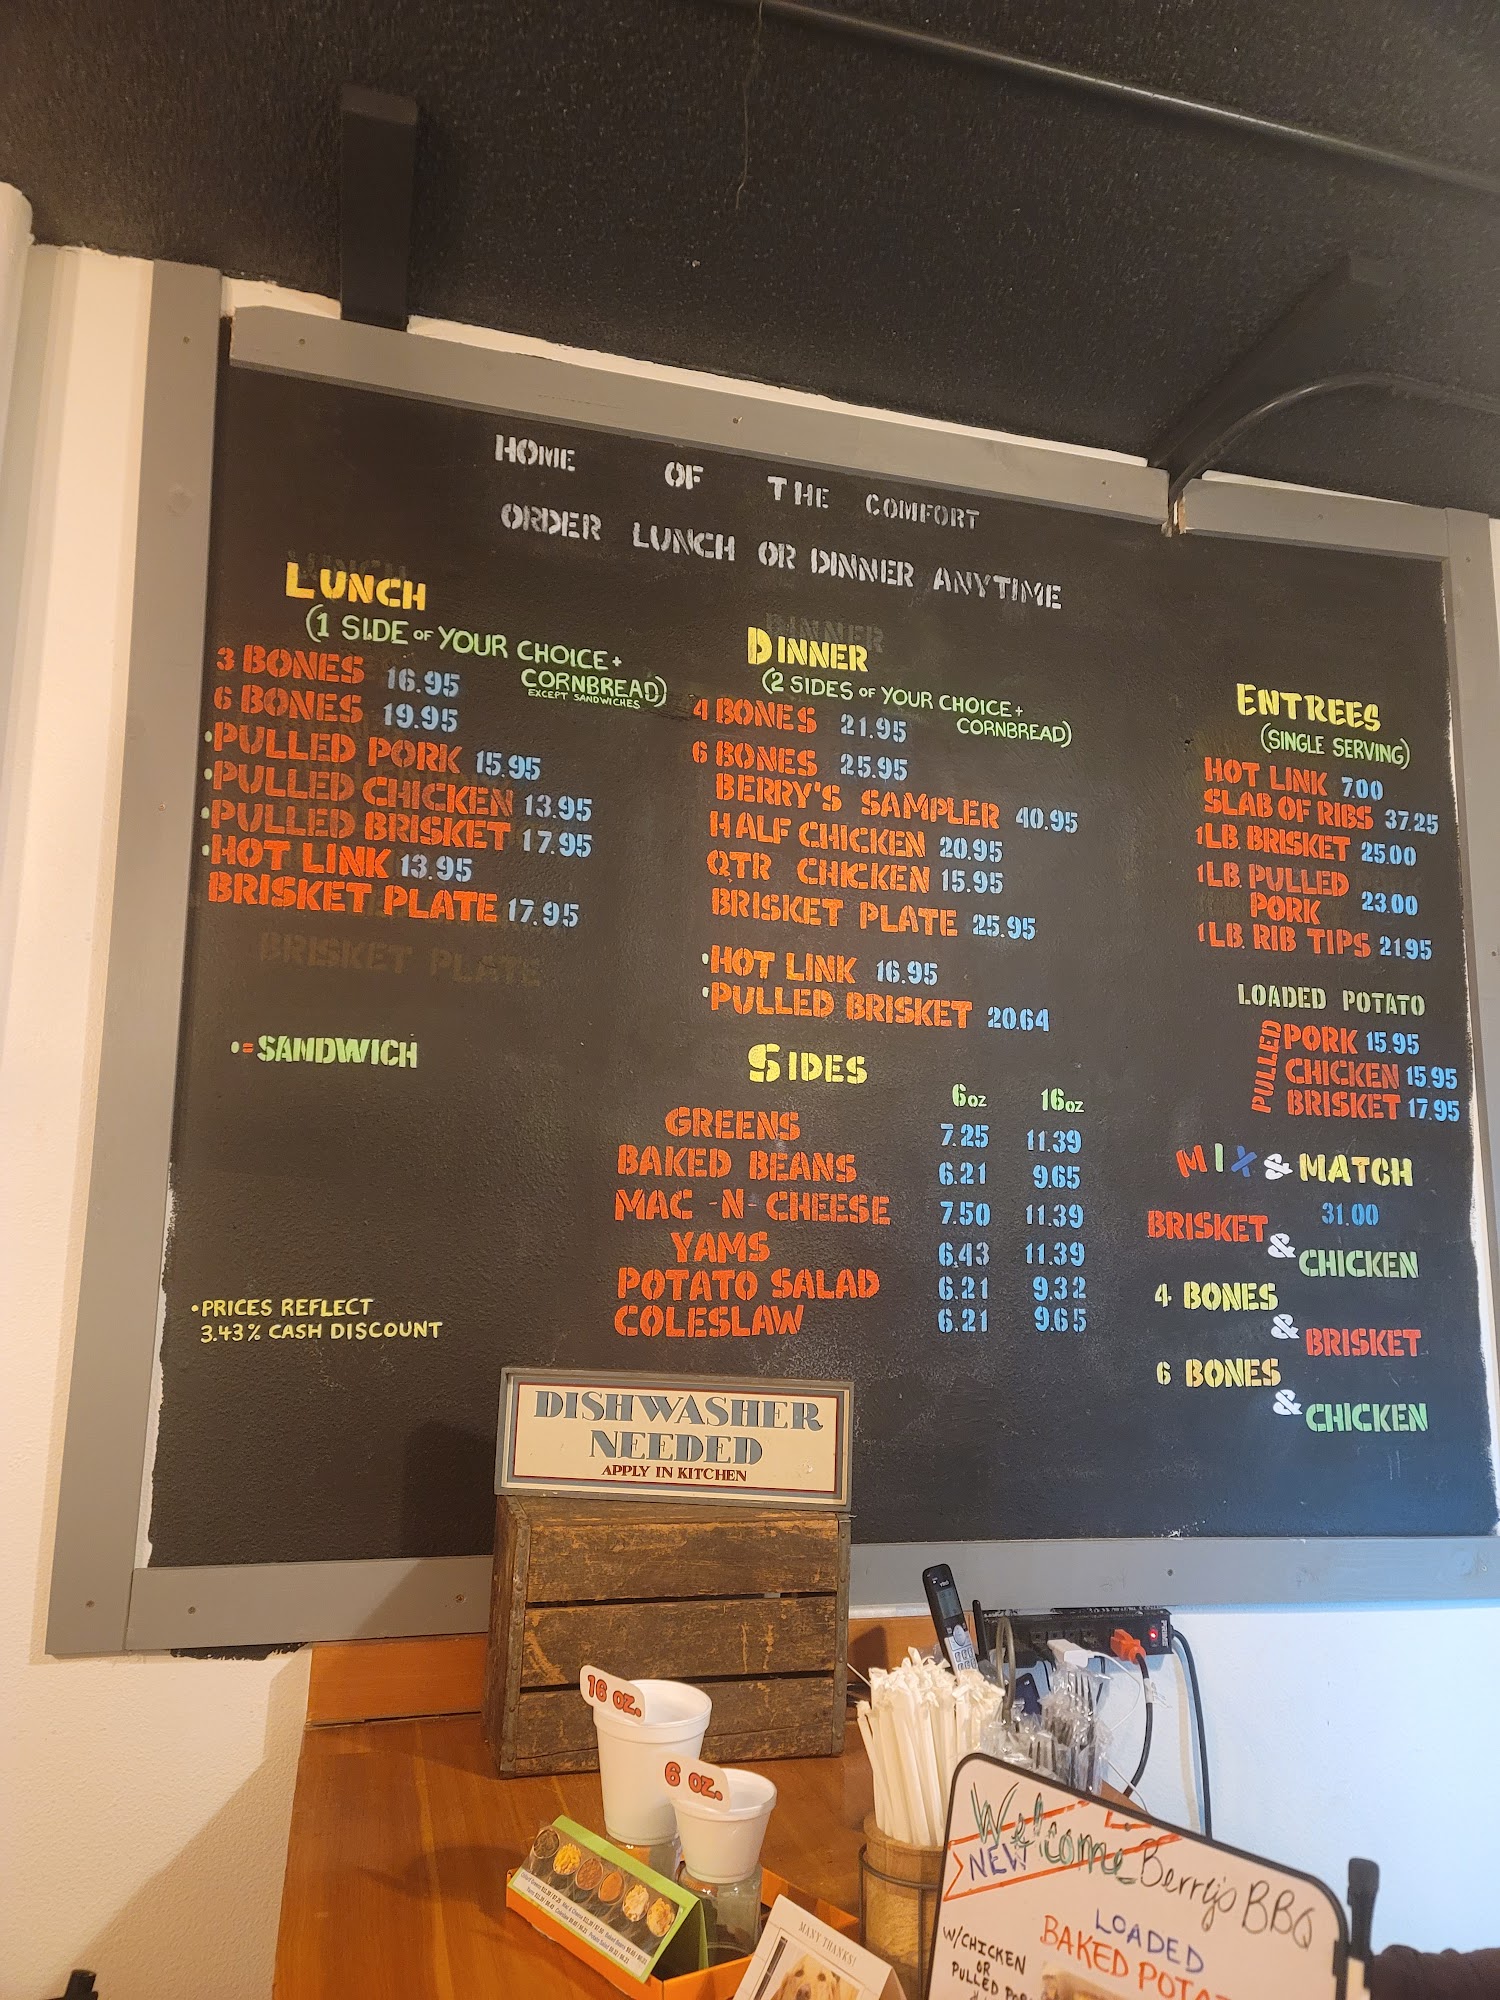 HOME OF THE COMFORT
ORDER LUNCH OR DINNER ANYTIME
LUNCH
(1 SIDE OF YOUR CHOICE +
CORNBREAD)
EXCEPT SANDWICHES
3 BONES 16.95
6 BONES 19.95
•PULLED PORK 15.95
•PULLED CHICKEN 13.95
•PULLED BRISKET 17.95
•HOT LINK 13.95
BRISKET PLATE 17.95
BRISKET PLATE
•=SANDWICH
•PRICES REFLECT
3.43% CASH DISCOUNT
DINNER
(2 SIDES OF YOUR CHOICE +
CORNBREAD)
4 BONES 21.95
6 BONES 25.95
BERRY'S SAMPLER 40.95
HALF CHICKEN 20.95
QTR CHICKEN 15.95
BRISKET PLATE 25.95
•HOT LINK 16.95
•PULLED BRISKET 20.64
SIDES
6oz 16oz
GREENS 7.25 11.39
BAKED BEANS 6.21 9.65
MAC -N- CHEESE 7.50 11.39
YAMS 6.43 11.39
POTATO SALAD 6.21 9.32
COLESLAW 6.21 9.65
ENTREES
(SINGLE SERVING)
HOT LINK 7.00
SLAB OF RIBS 37.25
1LB. BRISKET 25.00
1LB. PULLED
PORK 23.00
1LB. RIB TIPS 21.95
LOADED POTATO
PULLED
PORK 15.95
CHICKEN 15.95
BRISKET 17.95
MIX & MATCH
31.00
BRISKET
& CHICKEN
4 BONES
& BRISKET
6 BONES
& CHICKEN
DISHWASHER
NEEDED
APPLY IN KITCHEN
16 OZ.
6 OZ.
MANY THANKS!
Welcome
NEW Berry's BBQ
LOADED
BAKED
W/CHICKEN
OR
PULLED